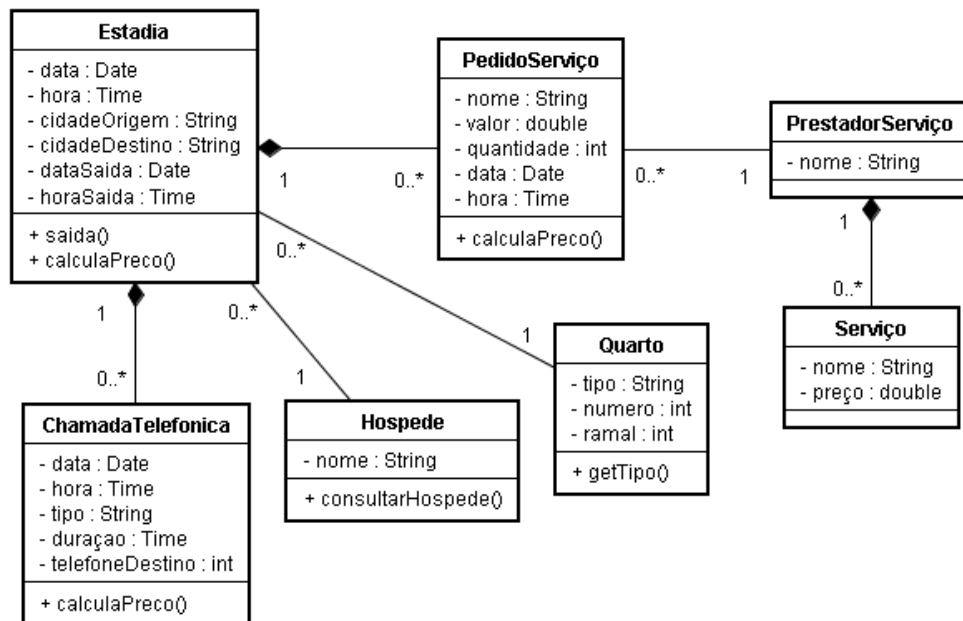 Estadia
- data : Date
- hora : Time
- cidadeOrigem : String
- cidadeDestino : String
- dataSaida : Date
- horaSaida : Time
+ saida()
+ calculaPreco()
1
0..*
PedidoServiço
- nome : String
- valor : double
- quantidade : int
- data : Date
- hora : Time
+ calculaPreco()
0..*
1
PrestadorServiço
- nome : String
1
0..*
Serviço
- nome : String
- preço : double
0..*
1
Quarto
- tipo : String
- numero : int
- ramal : int
+ getTipo()
0..*
1
Hospede
- nome : String
+ consultarHospede()
1
0..*
ChamadaTelefonica
- data : Date
- hora : Time
- tipo : String
- duraçao : Time
- telefoneDestino : int
+ calculaPreco()